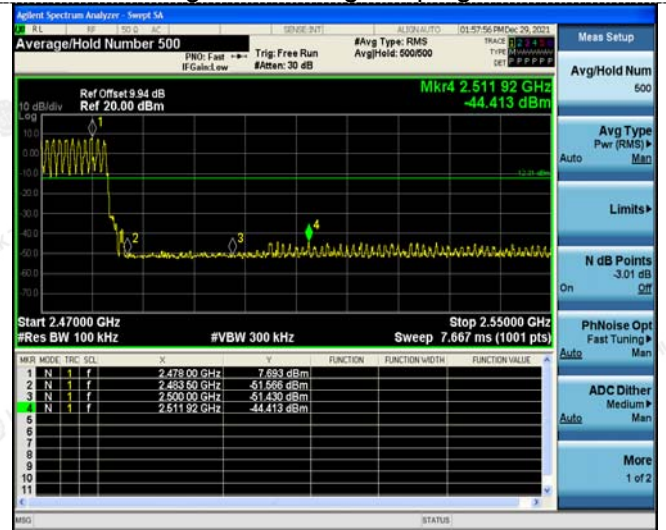 Agilent Spectrum Analyzer - Swept SA
RL RF 50 Ω AC SENSE:INT ALIGNAUTO 01:57:56 PM Dec 29, 2021
Average/Hold Number 500
PNO: Fast
IFGain:Low
Trig: Free Run
#Atten: 30 dB
#Avg Type: RMS
Avg|Hold: 500/500
TRACE 1 2 3 4 5 6
TYPE
DET P P P P P P
Mkr4 2.511 92 GHz
-44.413 dBm
Ref Offset 9.94 dB
Ref 20.00 dBm
10 dB/div
Log
10.0
0.00
-10.0
-20.0
-30.0
-40.0
-50.0
-60.0
-70.0
1
2
3
4
Start 2.47000 GHz
Stop 2.55000 GHz
#Res BW 100 kHz
#VBW 300 kHz
Sweep 7.667 ms (1001 pts)
MKR MODE TRC SCL X Y FUNCTION FUNCTION WIDTH FUNCTION VALUE
1 N 1 f 2.478 00 GHz 7.693 dBm
2 N 1 f 2.483 50 GHz -51.566 dBm
3 N 1 f 2.500 00 GHz -51.430 dBm
4 N 1 f 2.511 92 GHz -44.413 dBm
5
6
7
8
9
10
11
MSG
STATUS
Meas Setup
Avg/Hold Num
500
Avg Type
Pwr (RMS)
Auto Man
Limits
N dB Points
-3.01 dB
On Off
PhNoise Opt
Fast Tuning
Auto Man
ADC Dither
Medium
Auto Man
More
1 of 2